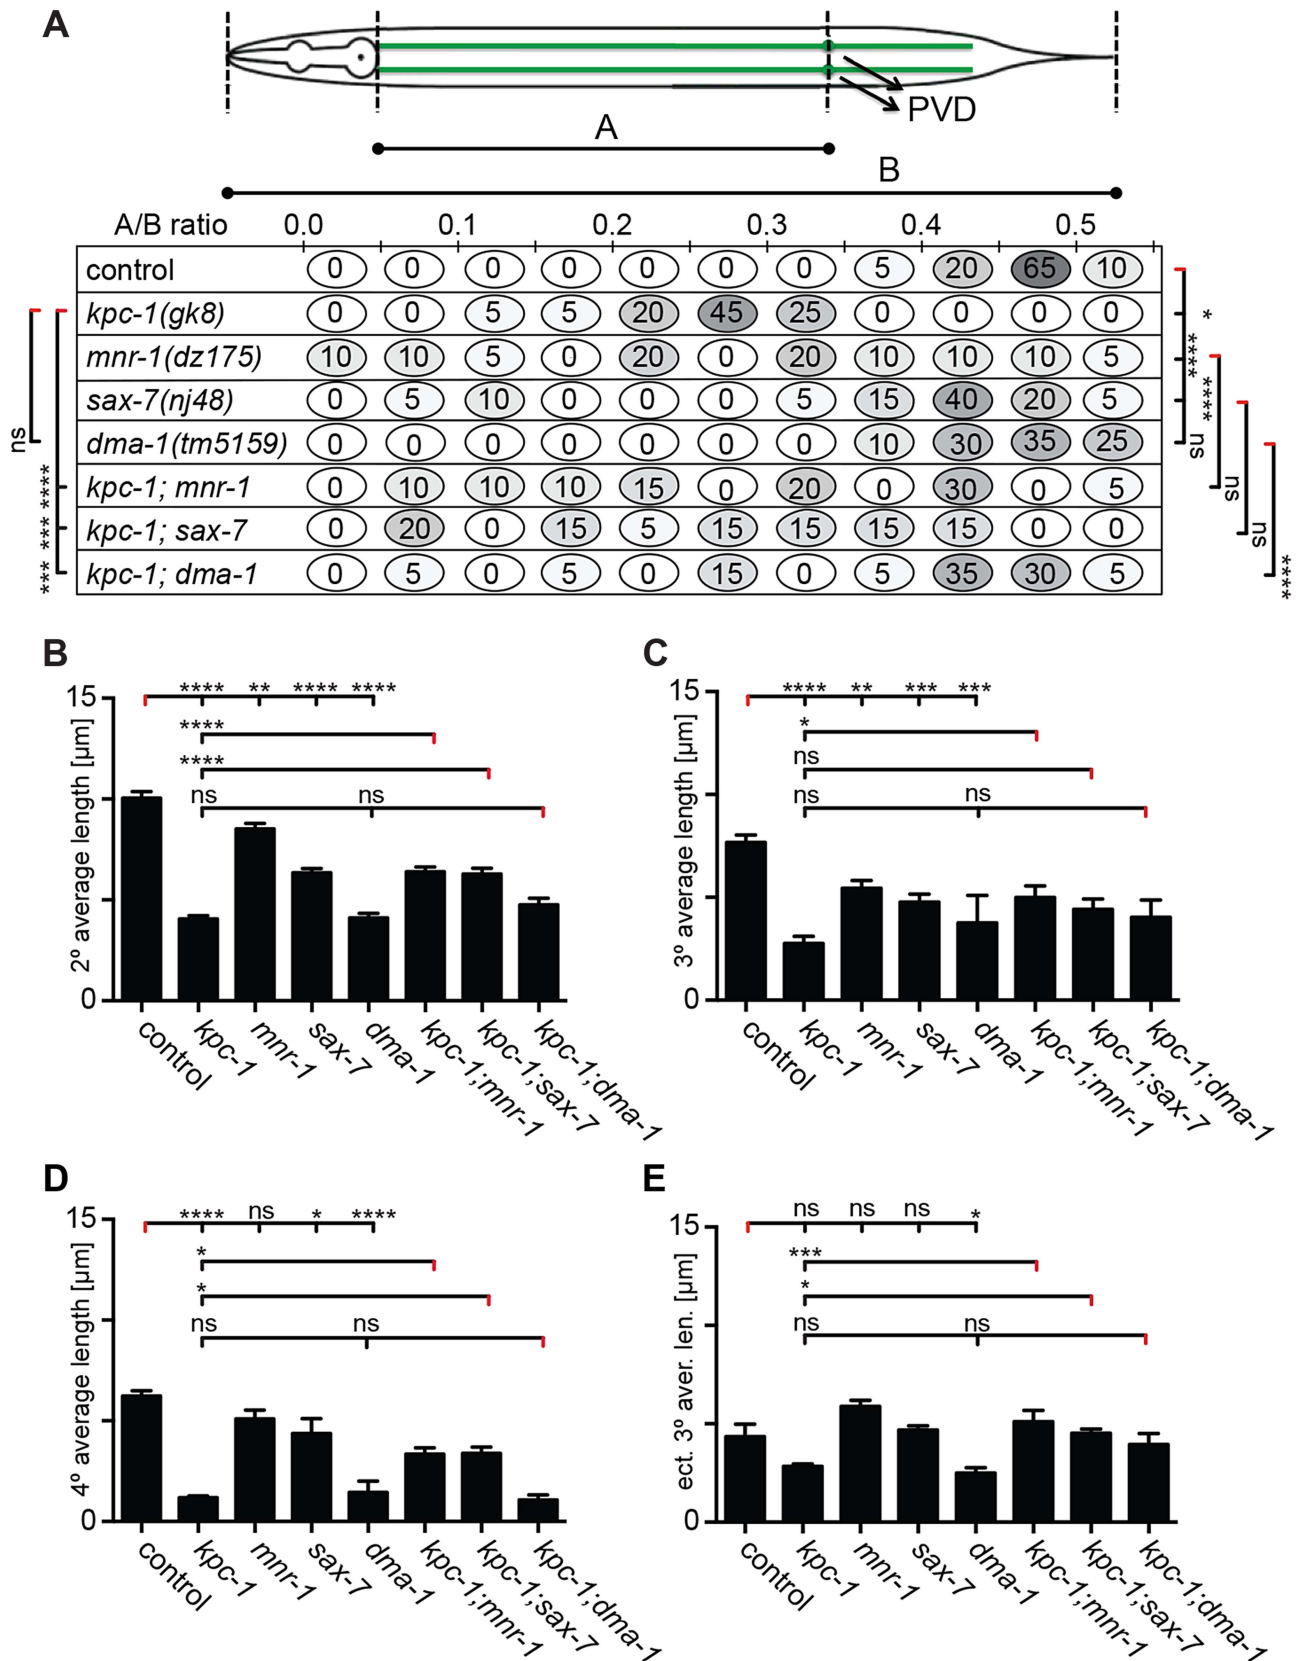 A
PVD
A
B
A/B ratio 0.0 0.1 0.2 0.3 0.4 0.5
control 0 0 0 0 0 0 0 5 20 65 10
kpc-1(gk8) 0 0 5 5 20 45 25 0 0 0 0
mnr-1(dz175) 10 10 5 0 20 0 20 10 10 10 5
sax-7(nj48) 0 5 10 0 0 0 5 15 40 20 5
dma-1(tm5159) 0 0 0 0 0 0 0 10 30 35 25
kpc-1; mnr-1 0 10 10 10 15 0 20 0 30 0 5
kpc-1; sax-7 0 20 0 15 5 15 15 15 15 0 0
kpc-1; dma-1 0 5 0 5 0 15 0 5 35 30 5
ns
**** *** ***
* **** **** ns
ns
ns
****
B
15
0
2º average length [µm]
**** ** **** ****
****
****
ns ns
control kpc-1 mnr-1 sax-7 dma-1 kpc-1;mnr-1 kpc-1;sax-7 kpc-1;dma-1
C
15
0
3º average length [µm]
**** ** *** ***
*
ns
ns ns
control kpc-1 mnr-1 sax-7 dma-1 kpc-1;mnr-1 kpc-1;sax-7 kpc-1;dma-1
D
15
0
4º average length [µm]
**** ns * ****
*
*
ns ns
control kpc-1 mnr-1 sax-7 dma-1 kpc-1;mnr-1 kpc-1;sax-7 kpc-1;dma-1
E
15
0
ect. 3º aver. len. [µm]
ns ns ns *
***
*
ns ns
control kpc-1 mnr-1 sax-7 dma-1 kpc-1;mnr-1 kpc-1;sax-7 kpc-1;dma-1